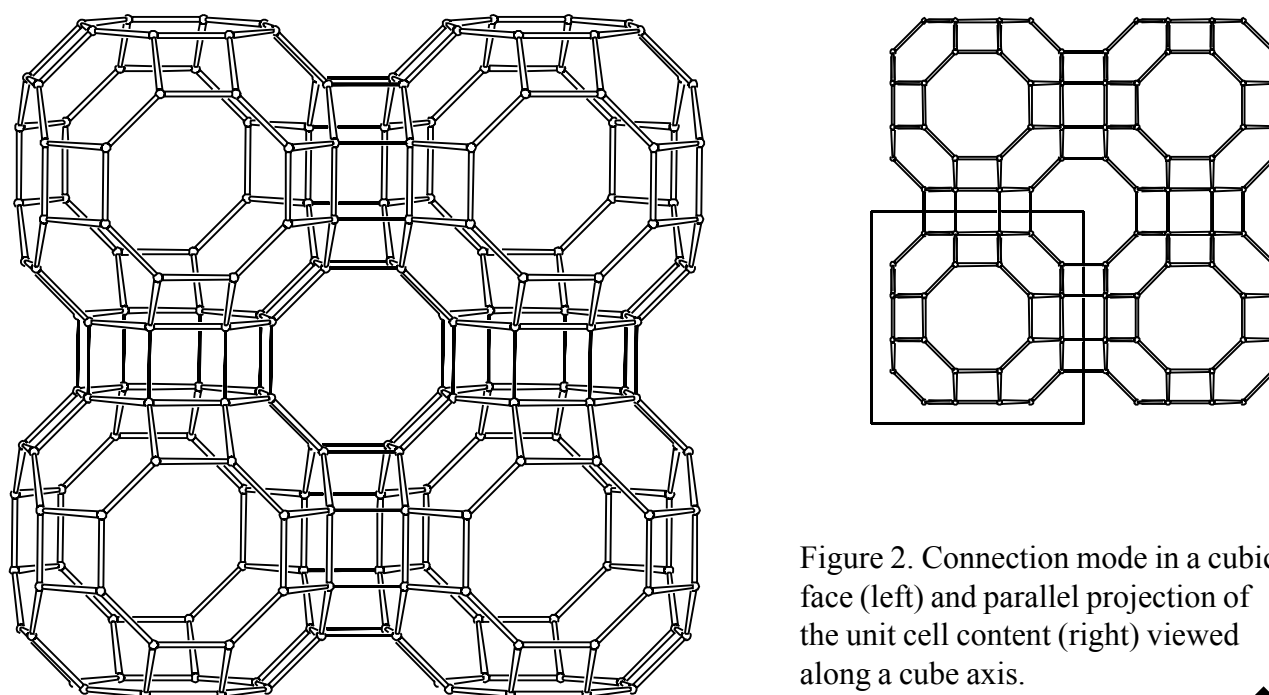 Figure 2. Connection mode in a cubic
face (left) and parallel projection of
the unit cell content (right) viewed
along a cube axis.